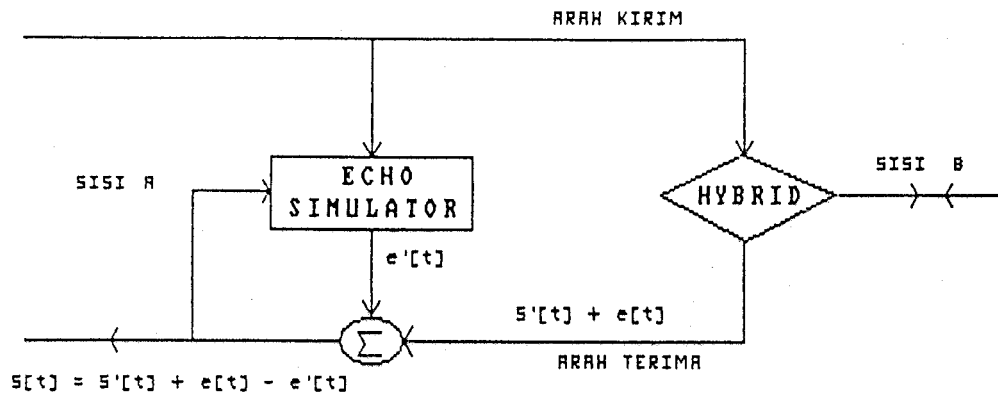 ARAH KIRIM
SISI A
ECHO
SIMULATOR
HYBRID
SISI B
e'[t]
S'[t] + e[t]
Σ
ARAH TERIMA
S[t] = S'[t] + e[t] - e'[t]